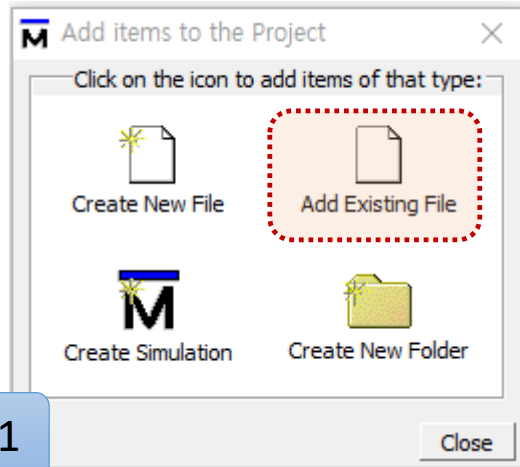 M Add items to the Project
Click on the icon to add items of that type:
Create New File Add Existing File
M
Create Simulation Create New Folder
1
Close